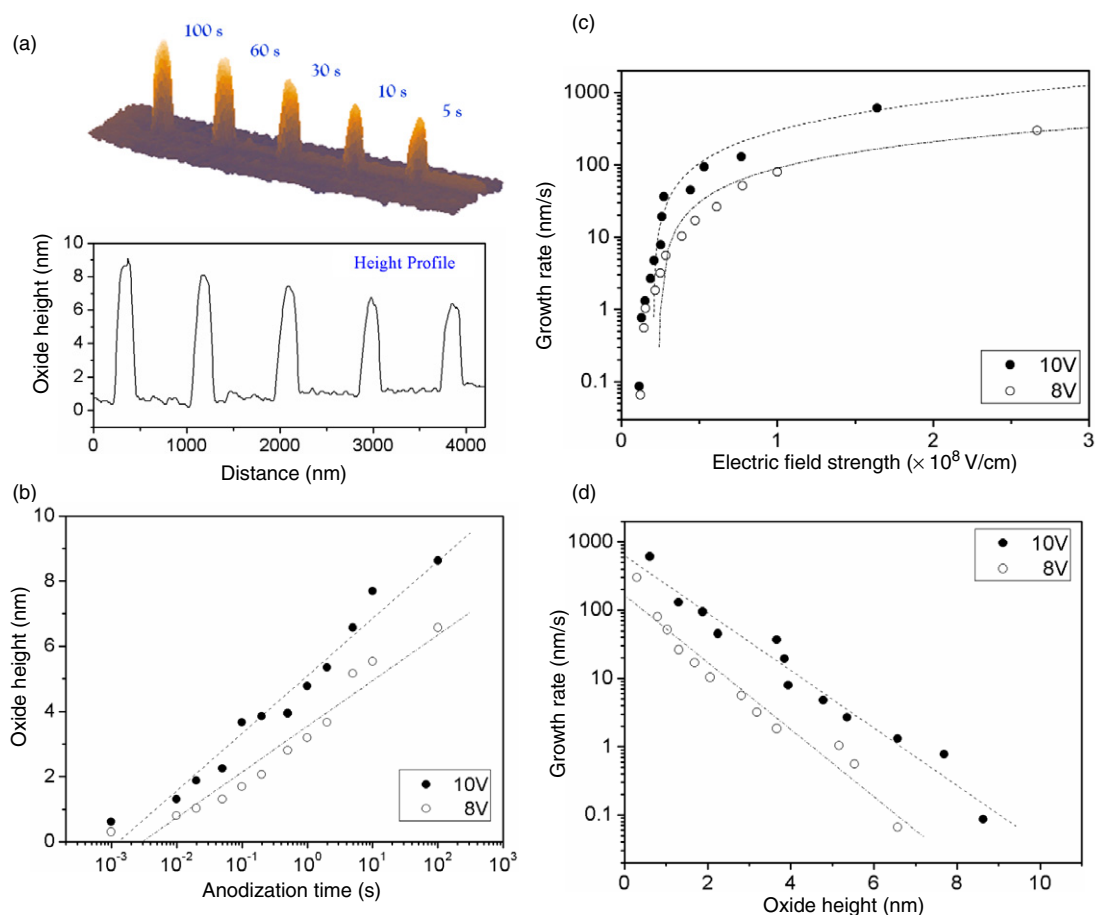 (a)
100 s
60 s
30 s
10 s
5 s
Oxide height (nm)
10
8
6
4
2
0
Height Profile
0 1000 2000 3000 4000
Distance (nm)
(b)
Oxide height (nm)
10
8
6
4
2
0
10V
8V
10⁻³ 10⁻² 10⁻¹ 10⁰ 10¹ 10² 10³
Anodization time (s)
(c)
Growth rate (nm/s)
1000
100
10
1
0.1
10V
8V
0 1 2 3
Electric field strength (× 10⁸ V/cm)
(d)
Growth rate (nm/s)
1000
100
10
1
0.1
10V
8V
0 2 4 6 8 10
Oxide height (nm)